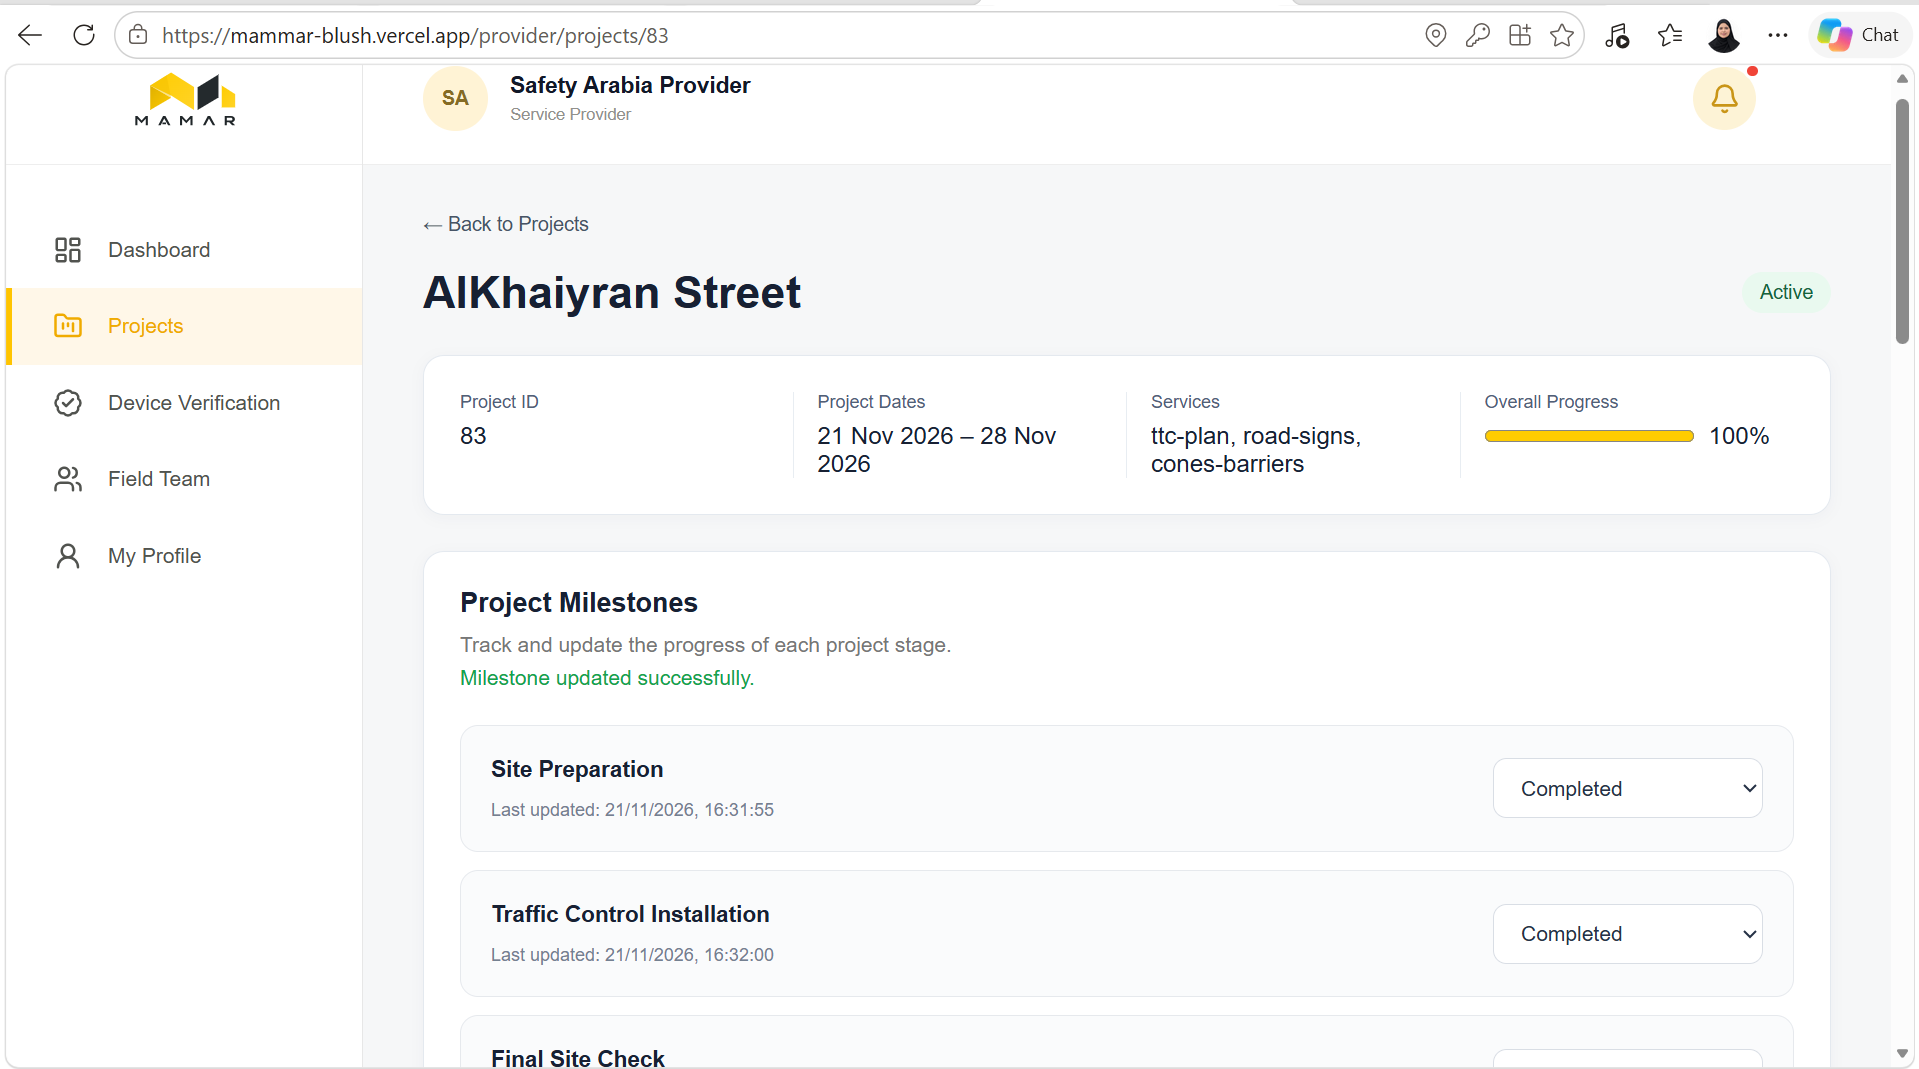 https://mammar-blush.vercel.app/provider/projects/83
Chat
MAMAR
SA
Safety Arabia Provider
Service Provider
Dashboard
Projects
Device Verification
Field Team
My Profile
← Back to Projects
AlKhaiyran Street
Active
Project ID
83
Project Dates
21 Nov 2026 – 28 Nov
2026
Services
ttc-plan, road-signs,
cones-barriers
Overall Progress
100%
Project Milestones
Track and update the progress of each project stage.
Milestone updated successfully.
Site Preparation
Last updated: 21/11/2026, 16:31:55
Completed
Traffic Control Installation
Last updated: 21/11/2026, 16:32:00
Completed
Final Site Check